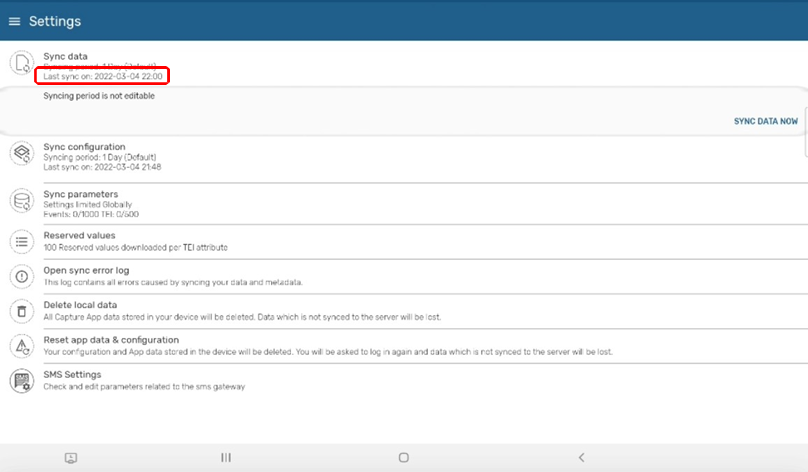 Settings
Sync data
Syncing period: 1 Day (Default)
Last sync on: 2022-03-04 22:00
Syncing period is not editable
SYNC DATA NOW
Sync configuration
Syncing period: 1 Day (Default)
Last sync on: 2022-03-04 21:48
Sync parameters
Settings limited Globally
Events: 0/1000 TEI: 0/500
Reserved values
100 Reserved values downloaded per TEI attribute
Open sync error log
This log contains all errors caused by syncing your data and metadata.
Delete local data
All Capture App data stored in your device will be deleted. Data which is not synced to the server will be lost.
Reset app data & configuration
Your configuration and App data stored in the device will be deleted. You will be asked to log in again and data which is not synced to the server will be lost.
SMS Settings
Check and edit parameters related to the sms gateway